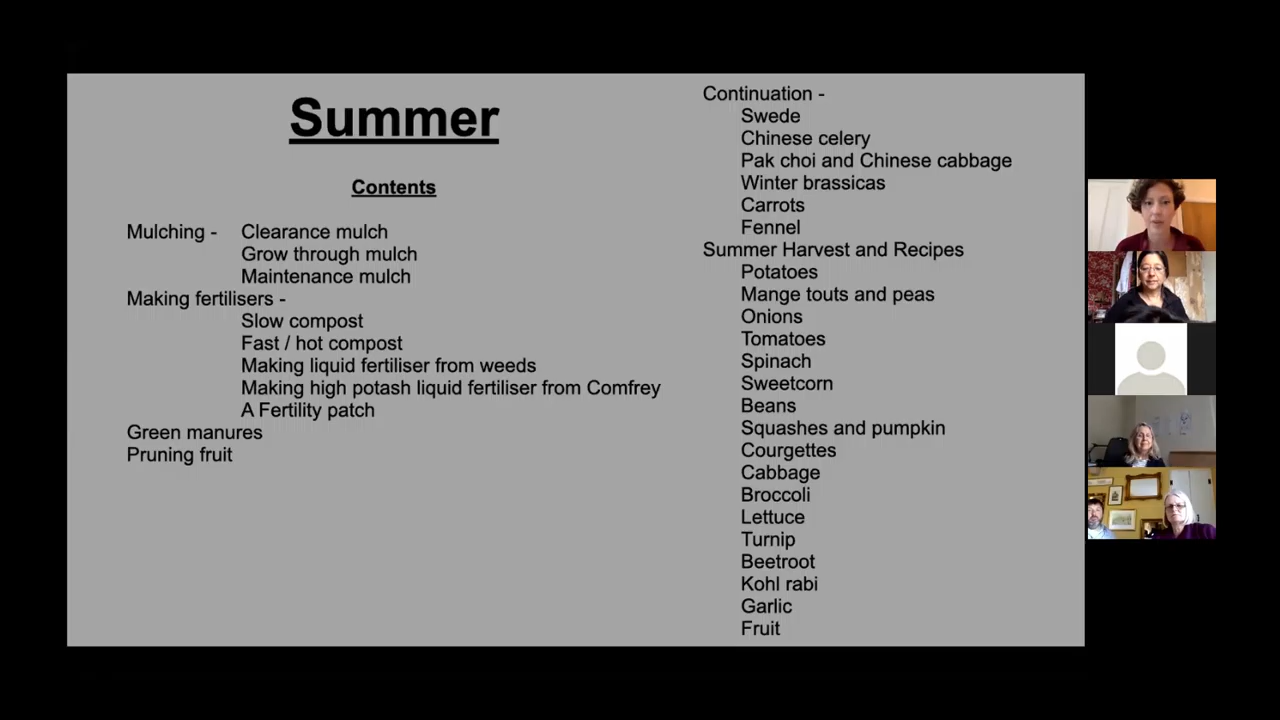 Summer
Contents
Mulching - Clearance mulch
Grow through mulch
Maintenance mulch
Making fertilisers -
Slow compost
Fast / hot compost
Making liquid fertiliser from weeds
Making high potash liquid fertiliser from Comfrey
A Fertility patch
Green manures
Pruning fruit
Continuation -
Swede
Chinese celery
Pak choi and Chinese cabbage
Winter brassicas
Carrots
Fennel
Summer Harvest and Recipes
Potatoes
Mange touts and peas
Onions
Tomatoes
Spinach
Sweetcorn
Beans
Squashes and pumpkin
Courgettes
Cabbage
Broccoli
Lettuce
Turnip
Beetroot
Kohl rabi
Garlic
Fruit